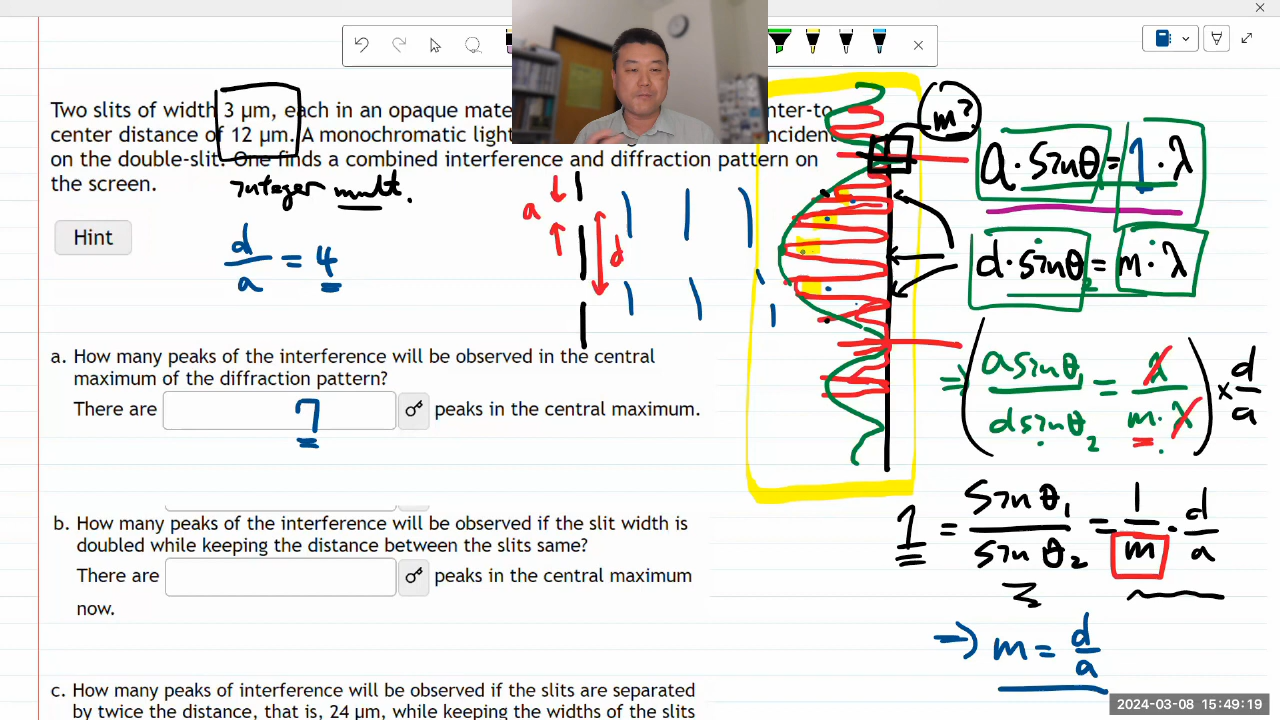 Two slits of width 3 μm, each in an opaque mate
nter-to
center distance of 12 μm. A monochromatic light
incident
on the double-slit. One finds a combined interference and diffraction pattern on
the screen.
integer mult.
Hint
d/a = 4
a
d
m?
a · sinθ = 1 · λ
d · sinθ₂ = m · λ
⇒ ( a sinθ₁ / d sinθ₂ = λ / m · λ ) × d/a
1 = sin θ₁ / sin θ₂ = 1/m · d/a
⇒ m = d/a
a. How many peaks of the interference will be observed in the central
maximum of the diffraction pattern?
There are 7 peaks in the central maximum.
b. How many peaks of the interference will be observed if the slit width is
doubled while keeping the distance between the slits same?
There are peaks in the central maximum
now.
c. How many peaks of interference will be observed if the slits are separated
by twice the distance, that is, 24 μm, while keeping the widths of the slits
2024-03-08 15:49:19